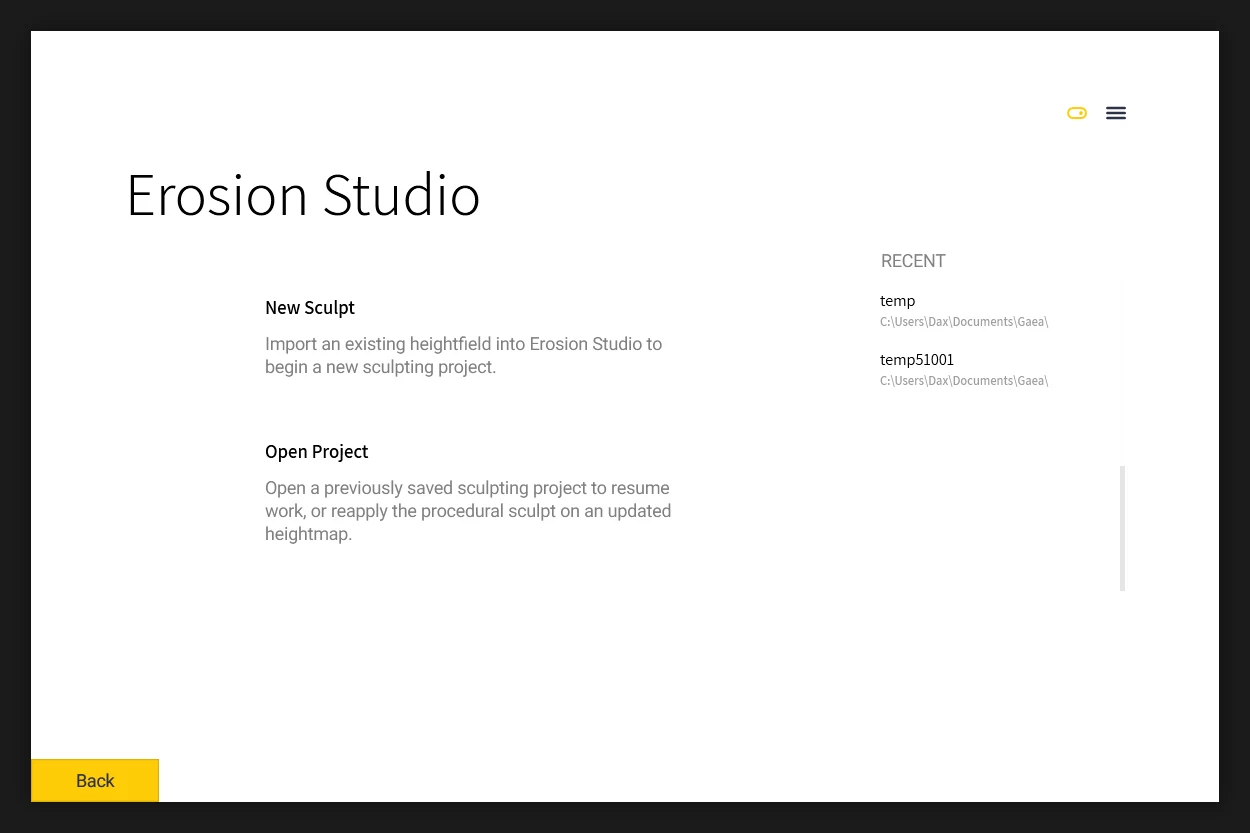 Erosion Studio
New Sculpt
Import an existing heightfield into Erosion Studio to
begin a new sculpting project.
Open Project
Open a previously saved sculpting project to resume
work, or reapply the procedural sculpt on an updated
heightmap.
RECENT
temp
C:\Users\Dax\Documents\Gaea\
temp51001
C:\Users\Dax\Documents\Gaea\
Back